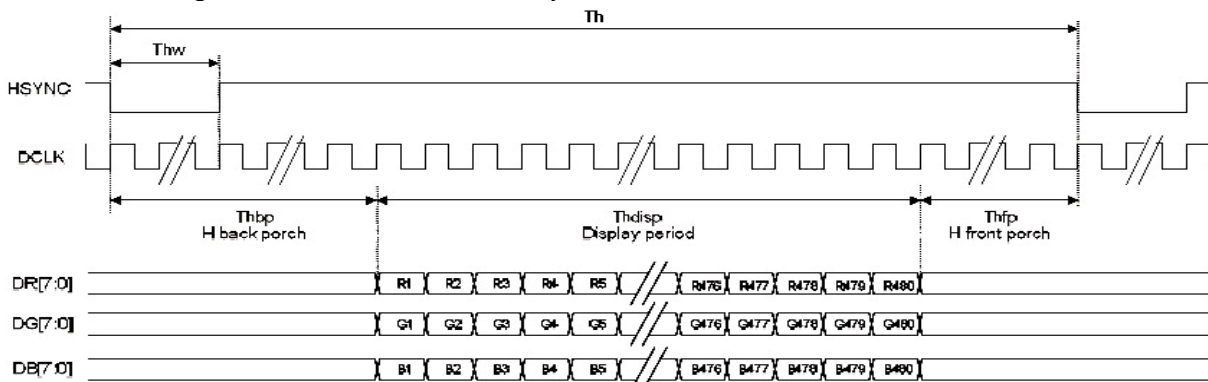 Th
Thw
HSYNC
DCLK
Thbp Thdisp Thfp
H back porch Display period H front porch
DR[7:0] R1 R2 R3 R4 R5 R476 R477 R478 R479 R480
DG[7:0] G1 G2 G3 G4 G5 G476 G477 G478 G479 G480
DB[7:0] B1 B2 B3 B4 B5 B476 B477 B478 B479 B480